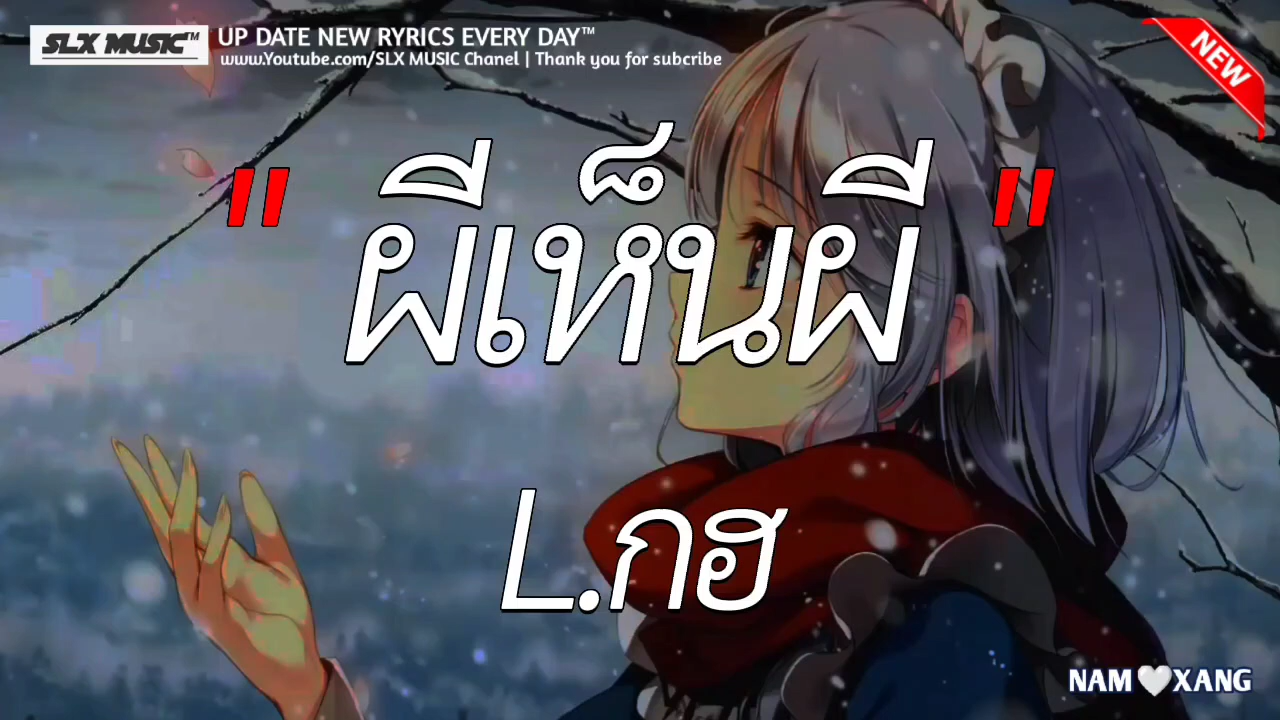 SLX MUSIC™ UP DATE NEW RYRICS EVERY DAY™
www.Youtube.com/SLX MUSIC Chanel | Thank you for subcribe
NEW
" ผีเห็นผี "
L.กฮ
NAM🤍XANG